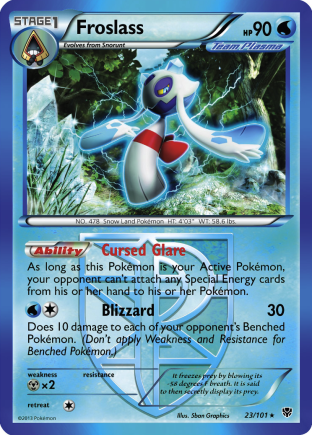 STAGE1
Froslass
HP90
Evolves from Snorunt
Team Plasma
NO. 478 Snow Land Pokémon HT: 4'03" WT: 58.6 lbs.
Ability Cursed Glare
As long as this Pokémon is your Active Pokémon,
your opponent can't attach any Special Energy cards
from his or her hand to his or her Pokémon.
Blizzard 30
Does 10 damage to each of your opponent's Benched
Pokémon. (Don't apply Weakness and Resistance for
Benched Pokémon.)
weakness resistance
×2
retreat
It freezes prey by blowing its
-58 degrees F breath. It is said
to then secretly display its prey.
©2013 Pokémon
Illus. 5ban Graphics
23/101 ★